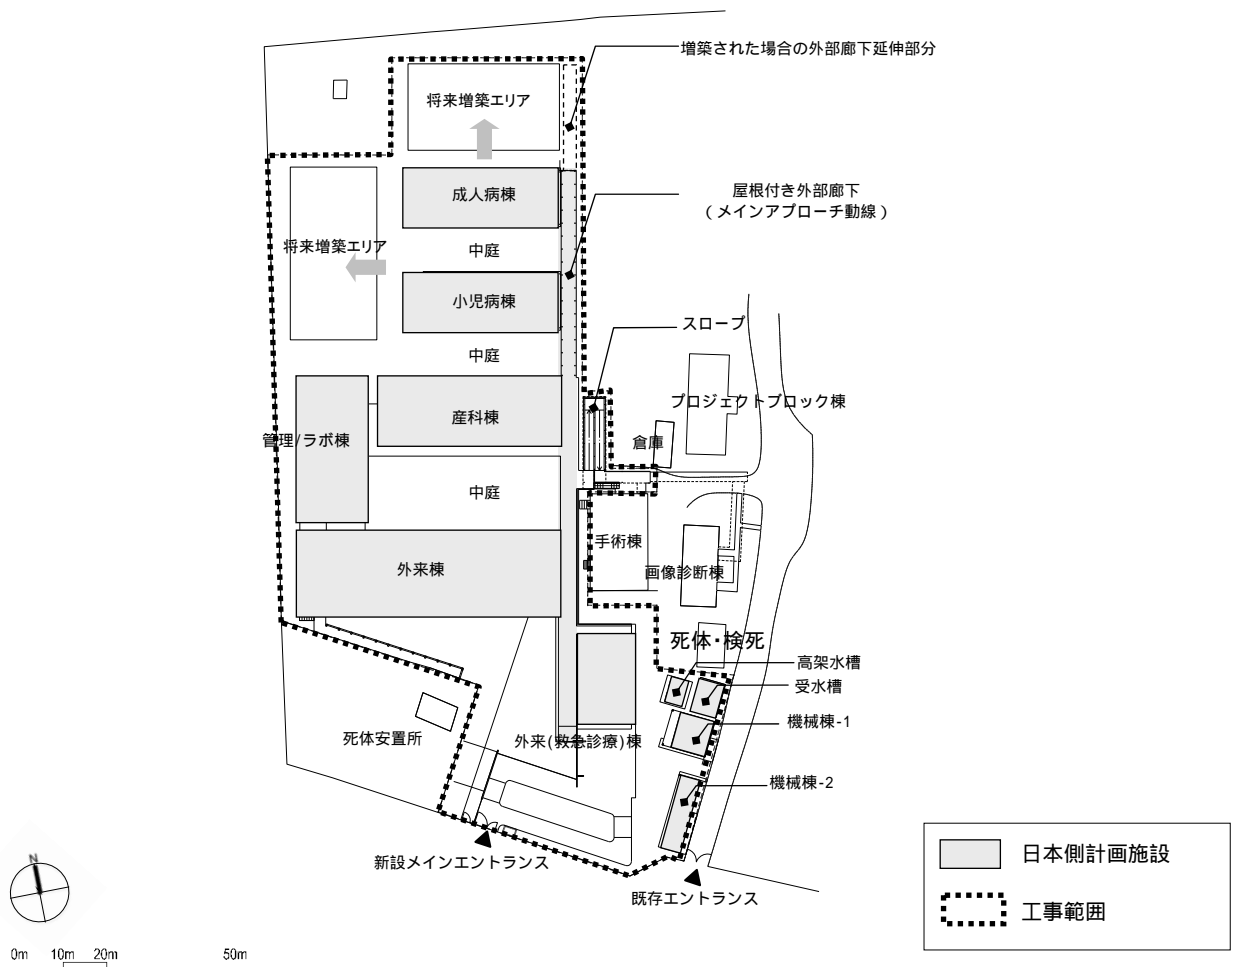 増築された場合の外部廊下延伸部分
将来増築エリア
成人病棟
屋根付き外部廊下
(メインアプローチ動線)
将来増築エリア
中庭
小児病棟
スロープ
中庭
プロジェクトブロック棟
産科棟
管理/ラボ棟
倉庫
中庭
手術棟
外来棟
画像診断棟
死体・検死
高架水槽
受水槽
機械棟-1
死体安置所
外来(救急診療)棟
機械棟-2
新設メインエントランス
既存エントランス
日本側計画施設
工事範囲
N
0m 10m 20m 50m